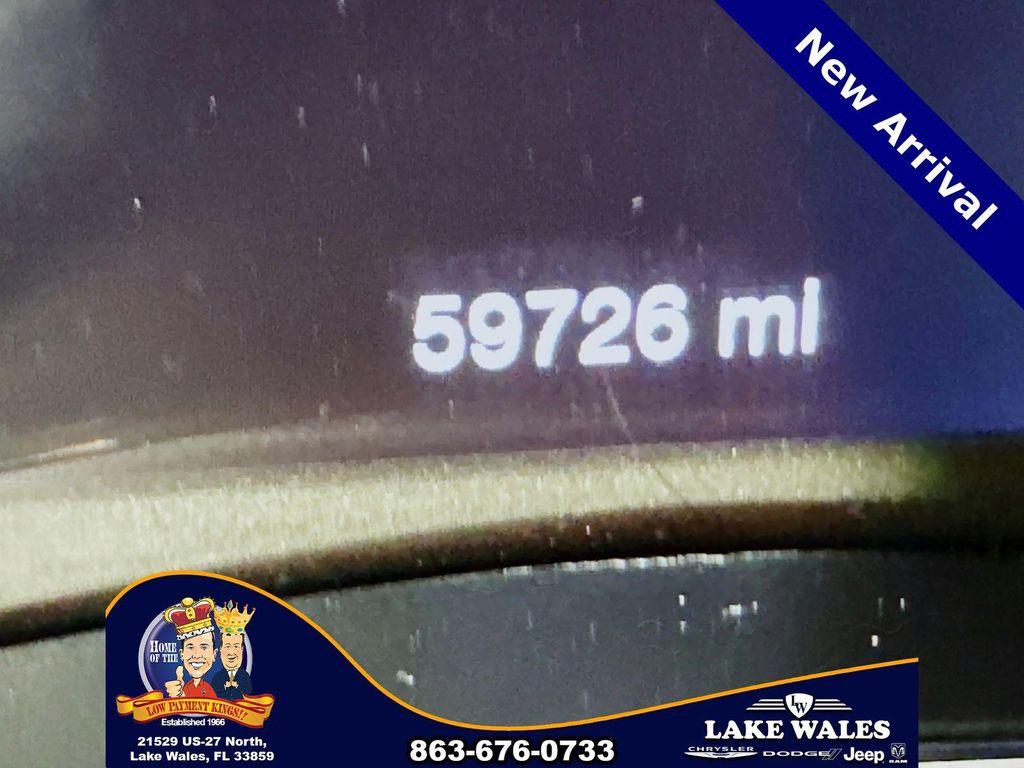 New Arrival
59726 mi
HOME
OF THE
LOW PAYMENT KINGS!!
Established 1966
21529 US-27 North,
Lake Wales, FL 33859
863-676-0733
LW
LAKE WALES
CHRYSLER DODGE Jeep RAM